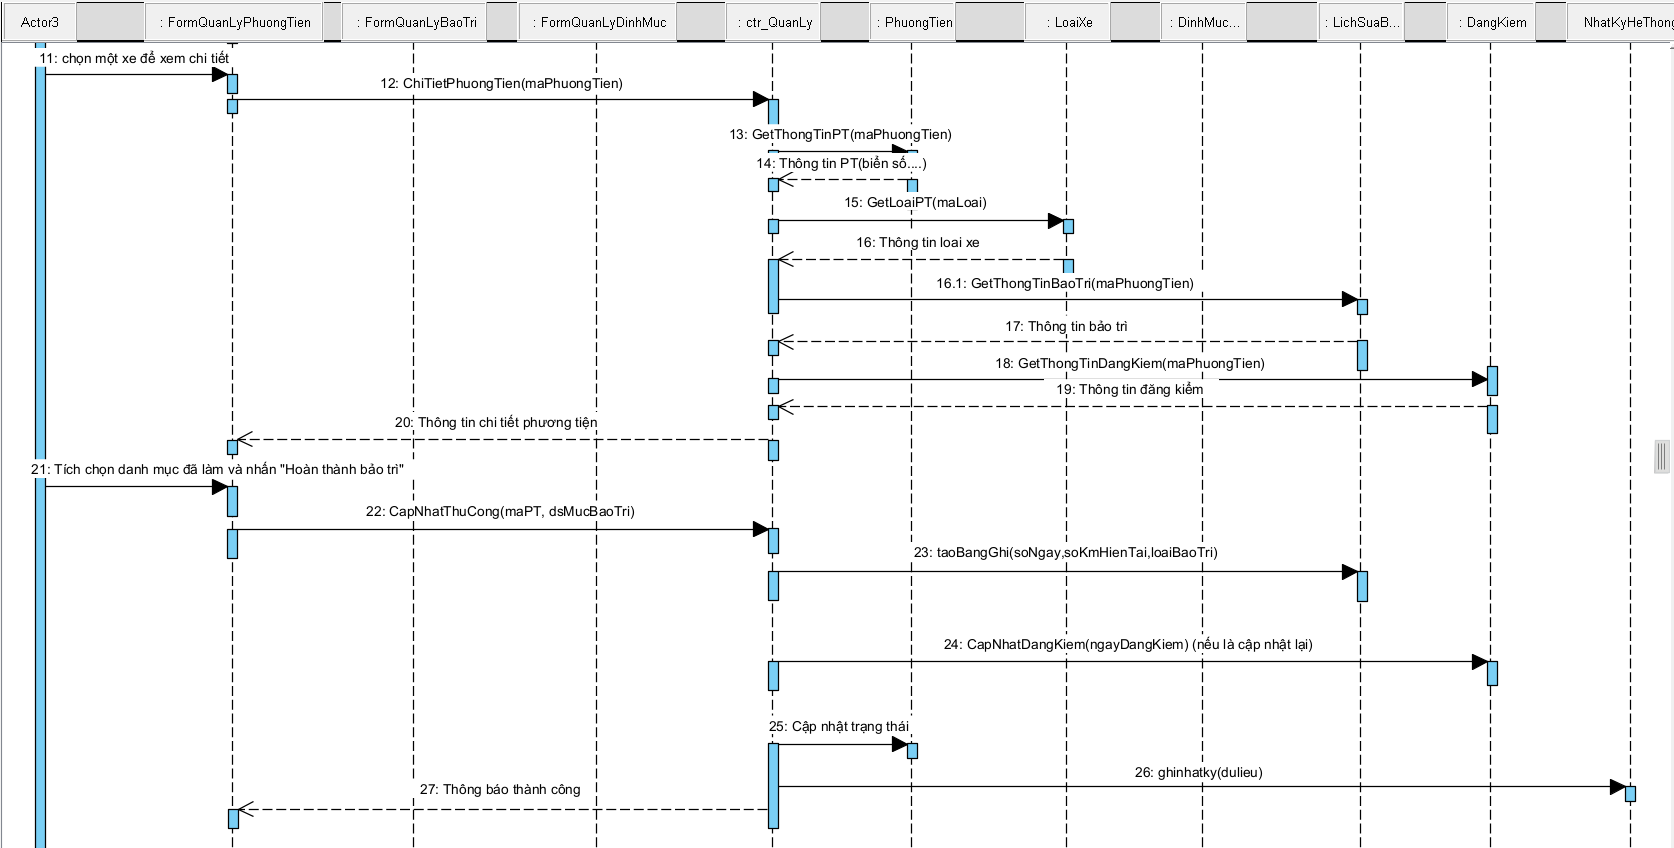 Actor3
: FormQuanLyPhuongTien
: FormQuanLyBaoTri
: FormQuanLyDinhMuc
: ctr_QuanLy
: PhuongTien
: LoaiXe
: DinhMuc...
: LichSuaB...
: DangKiem
NhatKyHeThong
11: chọn một xe để xem chi tiết
12: ChiTietPhuongTien(maPhuongTien)
13: GetThongTinPT(maPhuongTien)
14: Thông tin PT(biển số....)
15: GetLoaiPT(maLoai)
16: Thông tin loai xe
16.1: GetThongTinBaoTri(maPhuongTien)
17: Thông tin bảo trì
18: GetThongTinDangKiem(maPhuongTien)
19: Thông tin đăng kiểm
20: Thông tin chi tiết phương tiện
21: Tích chọn danh mục đã làm và nhấn "Hoàn thành bảo trì"
22: CapNhatThuCong(maPT, dsMucBaoTri)
23: taoBangGhi(soNgay,soKmHienTai,loaiBaoTri)
24: CapNhatDangKiem(ngayDangKiem) (nếu là cập nhật lại)
25: Cập nhật trạng thái
26: ghinhatky(dulieu)
27: Thông báo thành công